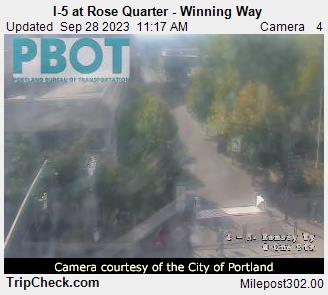 I-5 at Rose Quarter - Winning Way
Updated Sep 28 2023 11:17 AM Camera 4
PBOT
PORTLAND BUREAU OF TRANSPORTATION
Camera courtesy of the City of Portland
TripCheck.com Milepost302.00